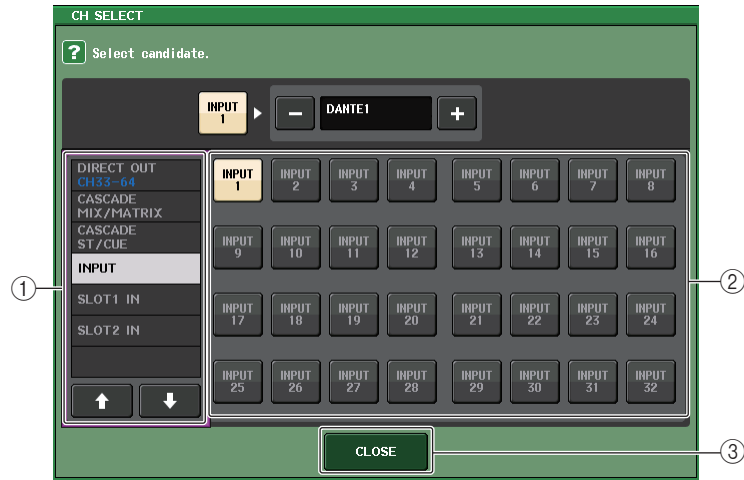 CH SELECT
? Select candidate.
INPUT
1
−
DANTE1
+
DIRECT OUT
CH33-64
CASCADE
MIX/MATRIX
CASCADE
ST/CUE
INPUT
SLOT1 IN
SLOT2 IN
INPUT 1
INPUT 2
INPUT 3
INPUT 4
INPUT 5
INPUT 6
INPUT 7
INPUT 8
INPUT 9
INPUT 10
INPUT 11
INPUT 12
INPUT 13
INPUT 14
INPUT 15
INPUT 16
INPUT 17
INPUT 18
INPUT 19
INPUT 20
INPUT 21
INPUT 22
INPUT 23
INPUT 24
INPUT 25
INPUT 26
INPUT 27
INPUT 28
INPUT 29
INPUT 30
INPUT 31
INPUT 32
CLOSE
1
2
3